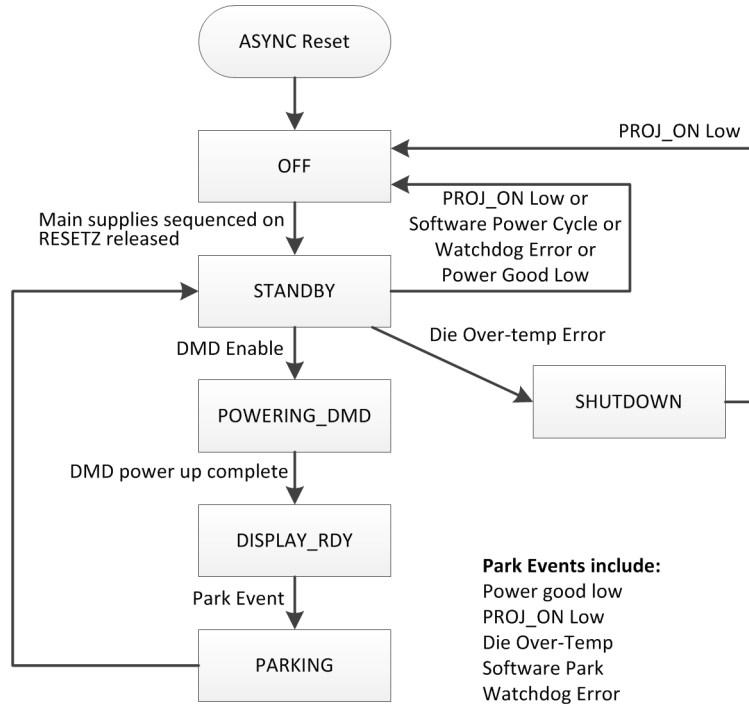 ASYNC Reset
PROJ_ON Low
OFF
Main supplies sequenced on
RESETZ released
PROJ_ON Low or
Software Power Cycle or
Watchdog Error or
Power Good Low
STANDBY
DMD Enable
Die Over-temp Error
POWERING_DMD
SHUTDOWN
DMD power up complete
DISPLAY_RDY
Park Event
PARKING
Park Events include:
Power good low
PROJ_ON Low
Die Over-Temp
Software Park
Watchdog Error